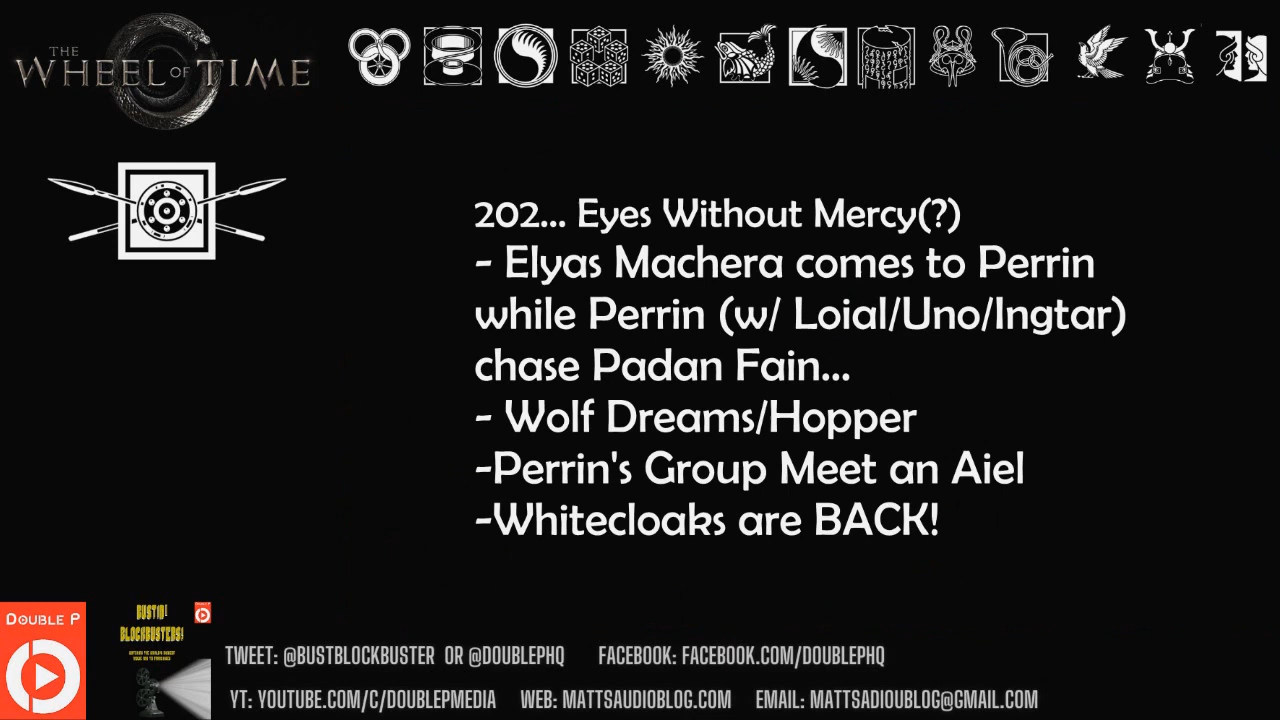 THE
WHEEL OF TIME
202... Eyes Without Mercy(?)
- Elyas Machera comes to Perrin
while Perrin (w/ Loial/Uno/Ingtar)
chase Padan Fain...
- Wolf Dreams/Hopper
-Perrin's Group Meet an Aiel
-Whitecloaks are BACK!
DOUBLE P
BUSTIN!
BLOCKBUSTERS!
TWEET: @BUSTBLOCKBUSTER OR @DOUBLEPHQ FACEBOOK: FACEBOOK.COM/DOUBLEPHQ
YT: YOUTUBE.COM/C/DOUBLEPMEDIA WEB: MATTSAUDIOBLOG.COM EMAIL: MATTSADIOUBLOG@GMAIL.COM